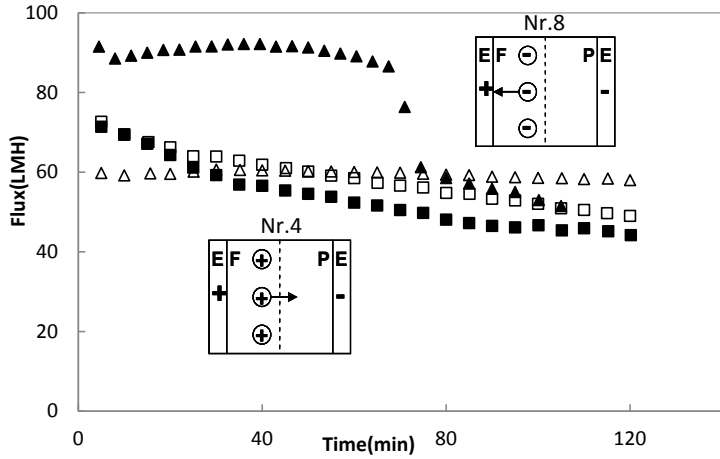 100
80
60
40
20
0
Flux(LMH)
Nr.8
E F P E
-
+ - -
-
Nr.4
E F P E
+
+ + -
+
0 40 80 120
Time(min)